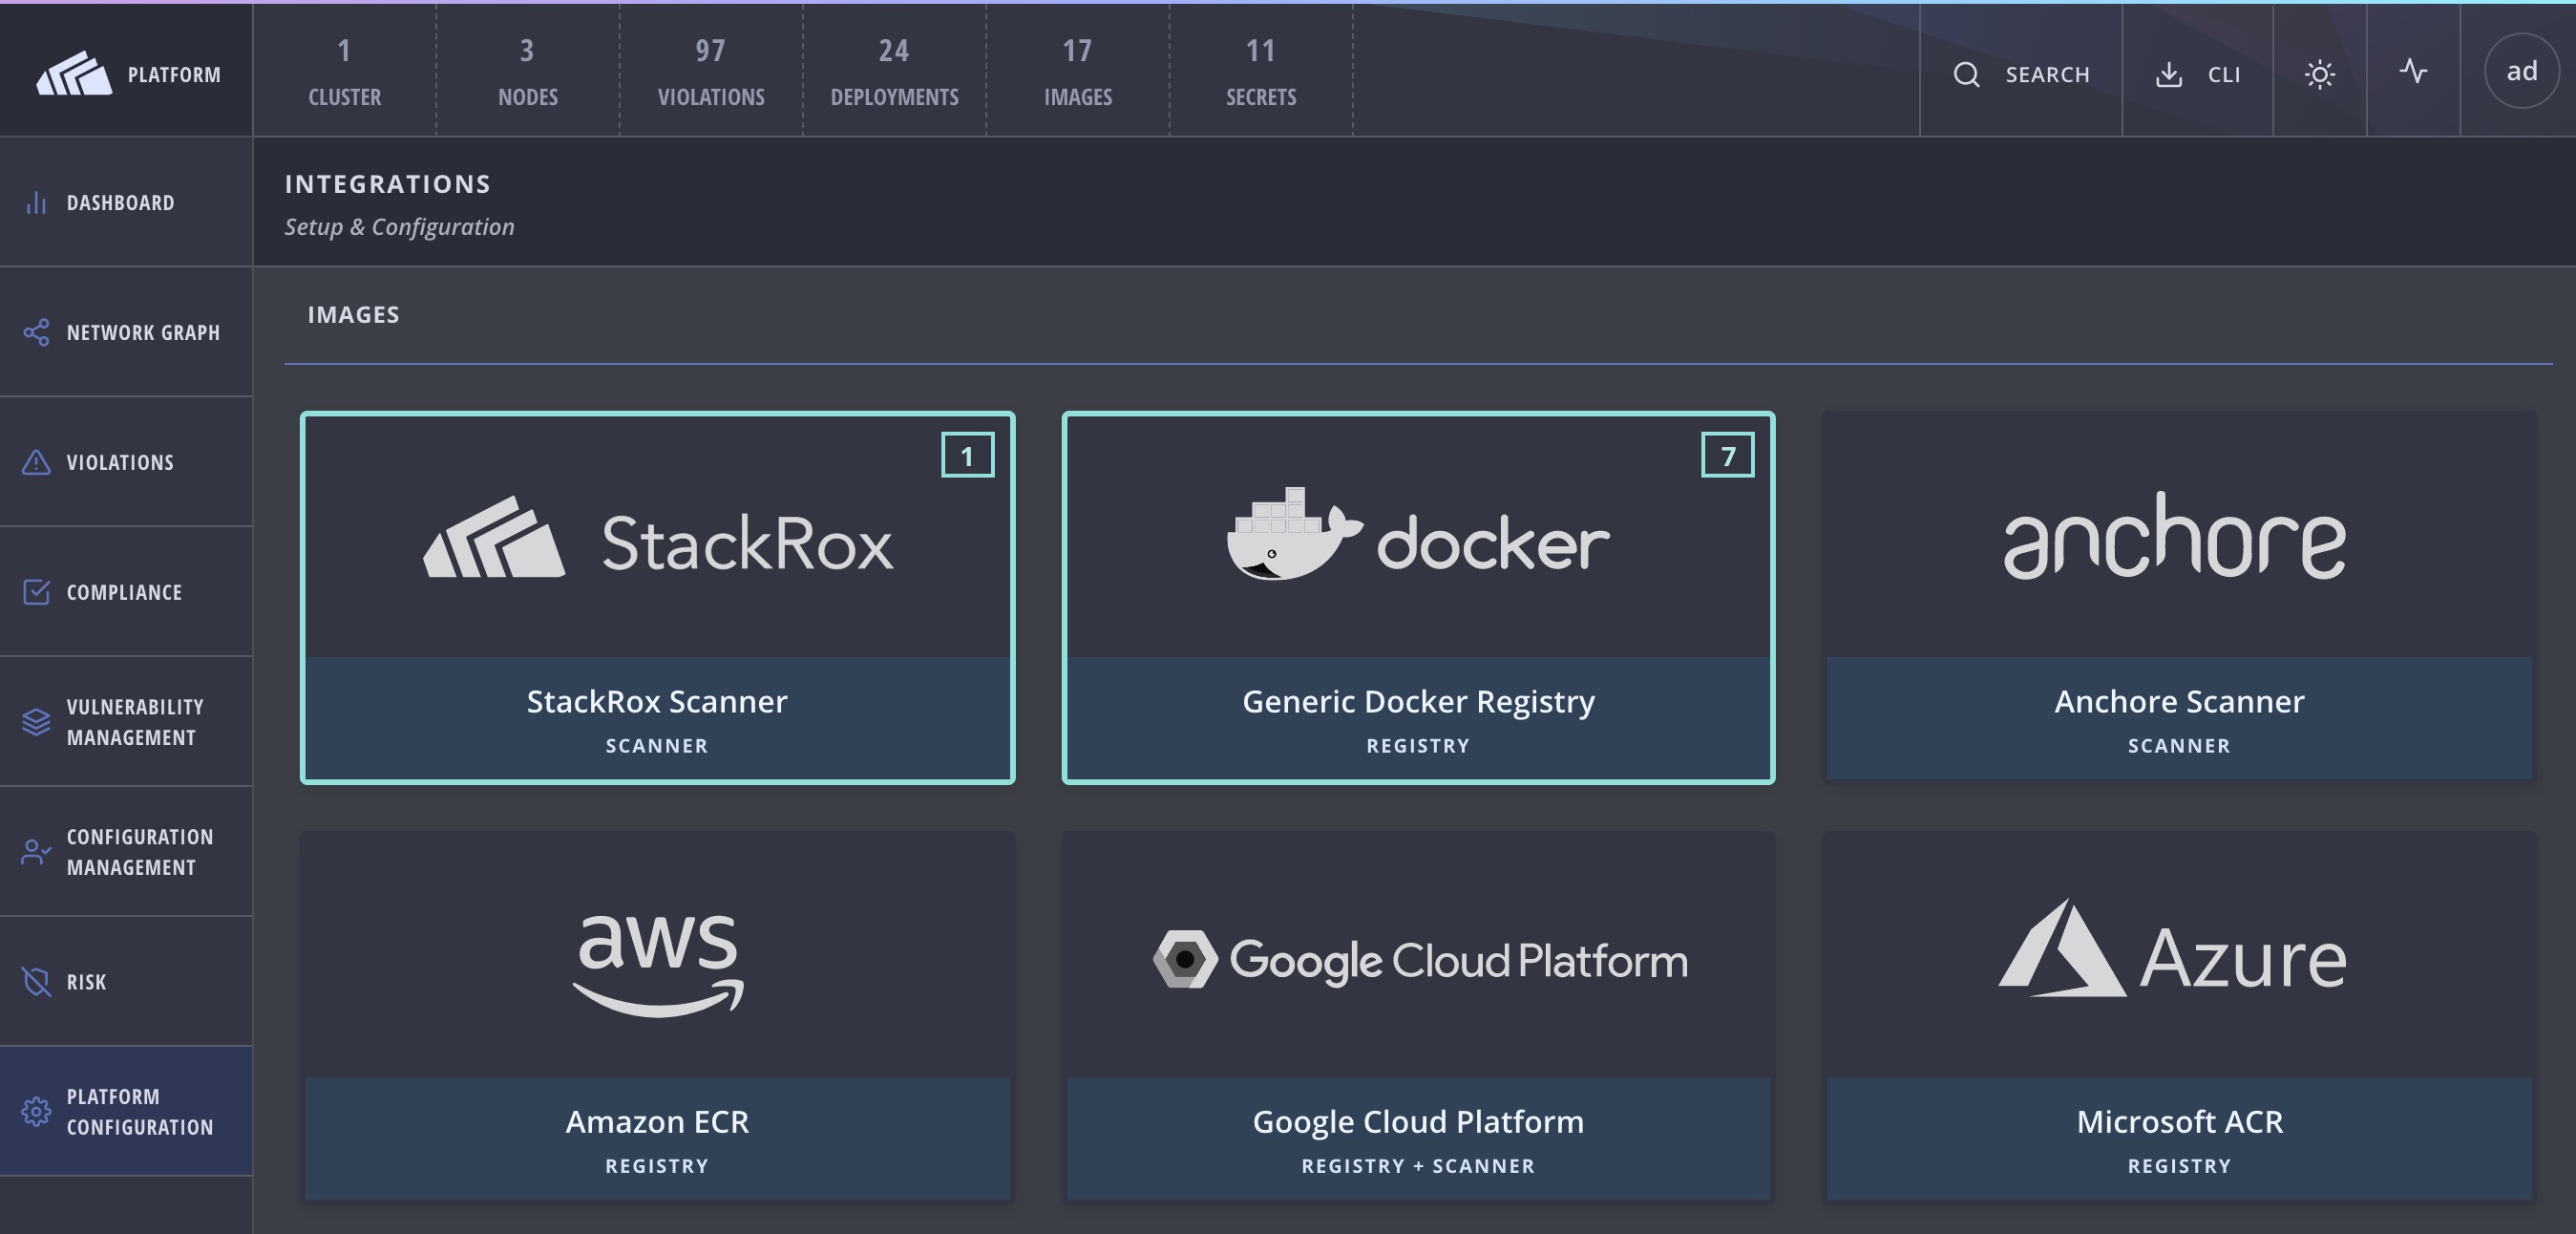 PLATFORM
1
CLUSTER
3
NODES
97
VIOLATIONS
24
DEPLOYMENTS
17
IMAGES
11
SECRETS
SEARCH
CLI
ad
DASHBOARD
NETWORK GRAPH
VIOLATIONS
COMPLIANCE
VULNERABILITY
MANAGEMENT
CONFIGURATION
MANAGEMENT
RISK
PLATFORM
CONFIGURATION
INTEGRATIONS
Setup & Configuration
IMAGES
1
StackRox
StackRox Scanner
SCANNER
7
docker
Generic Docker Registry
REGISTRY
anchore
Anchore Scanner
SCANNER
aws
Amazon ECR
REGISTRY
Google Cloud Platform
Google Cloud Platform
REGISTRY + SCANNER
Azure
Microsoft ACR
REGISTRY